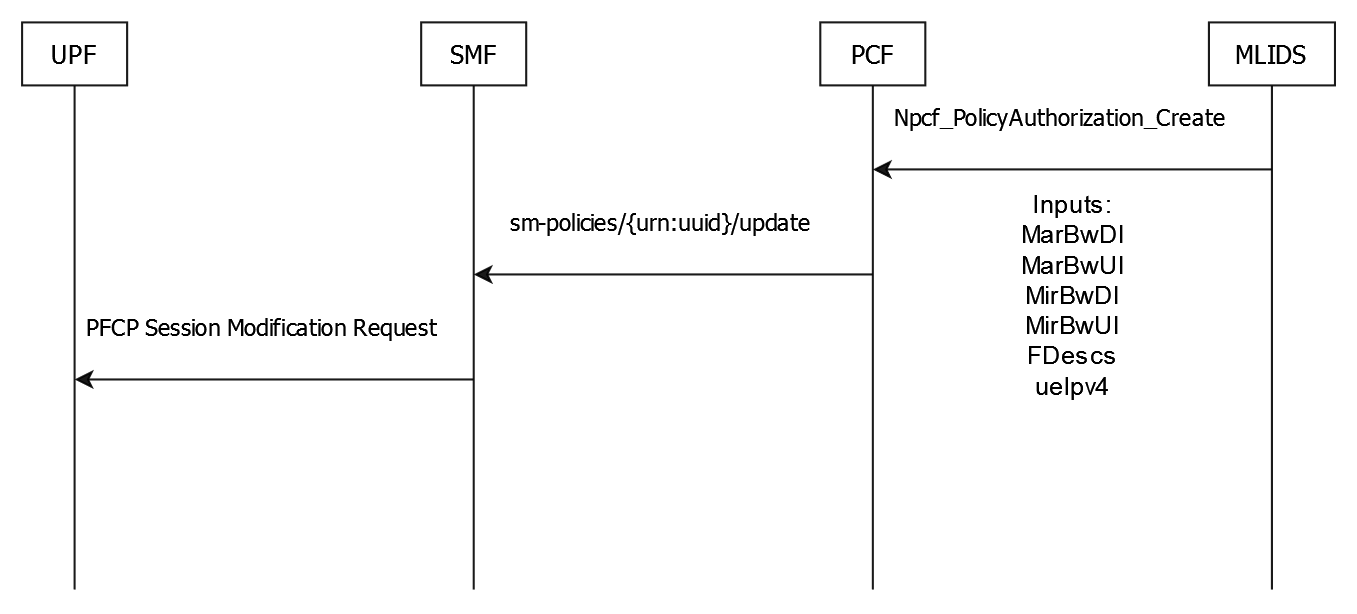 UPF
SMF
PCF
MLIDS
Npcf_PolicyAuthorization_Create
Inputs:
MarBwDl
MarBwUl
MirBwDl
MirBwUl
FDescs
ueIpv4
sm-policies/{urn:uuid}/update
PFCP Session Modification Request